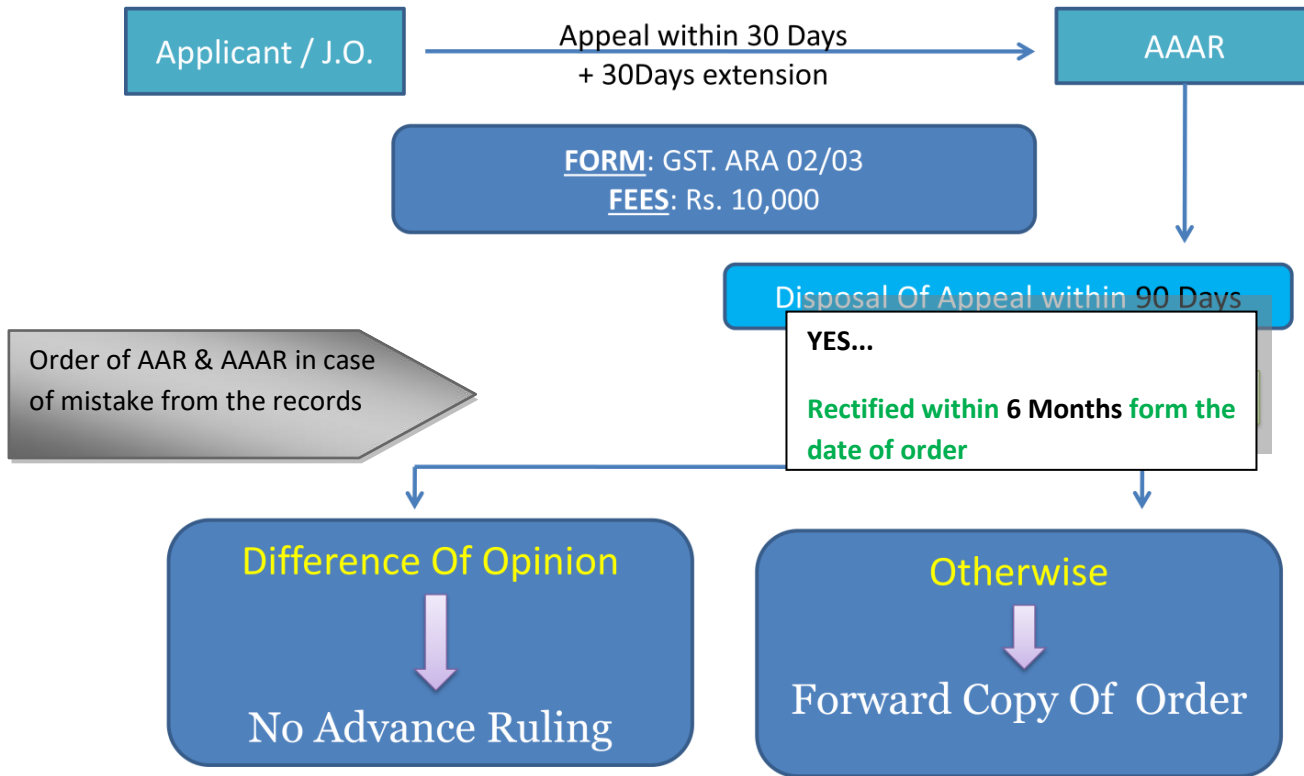 Applicant / J.O.
Appeal within 30 Days
+ 30Days extension
AAAR
FORM: GST. ARA 02/03
FEES: Rs. 10,000
Disposal Of Appeal within 90 Days
Order of AAR & AAAR in case
of mistake from the records
YES...
Rectified within 6 Months form the
date of order
Difference Of Opinion
No Advance Ruling
Otherwise
Forward Copy Of Order